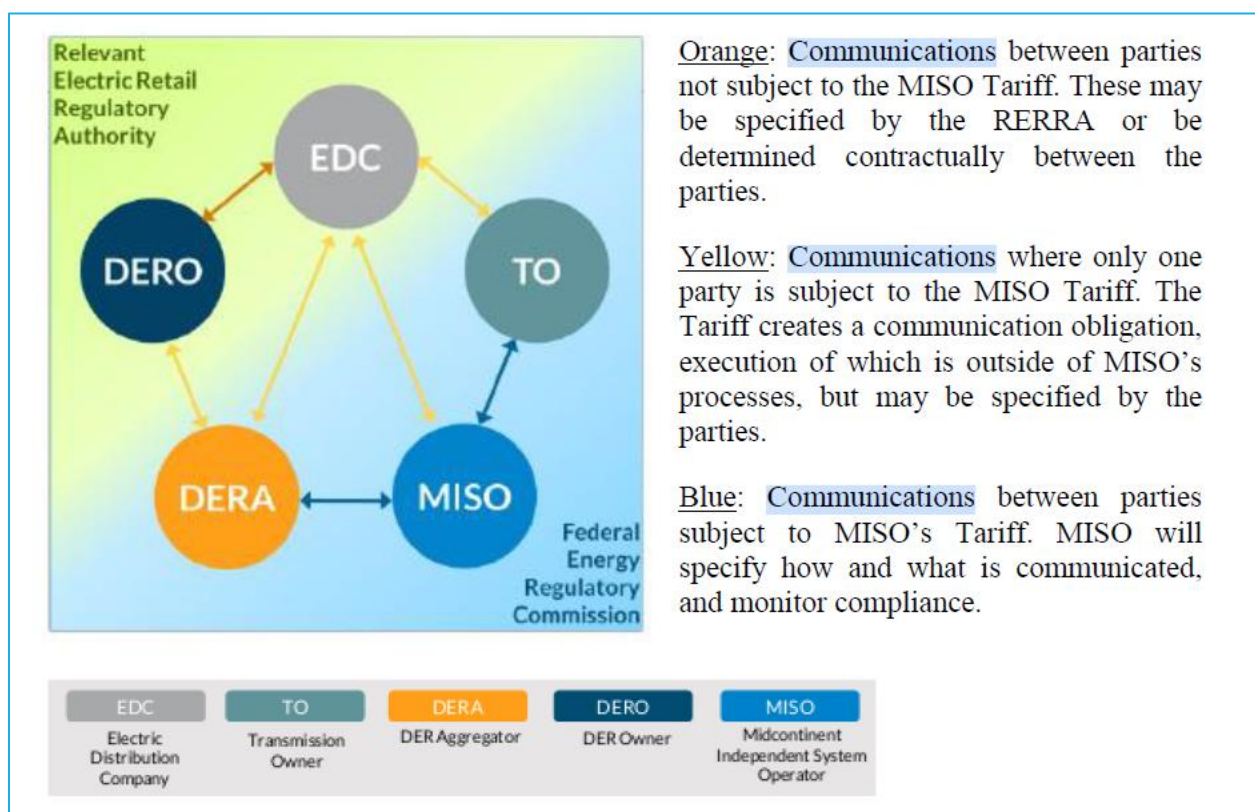 Relevant
Electric Retail
Regulatory
Authority
EDC
DERO
TO
DERA
MISO
Federal
Energy
Regulatory
Commission
Orange: Communications between parties
not subject to the MISO Tariff. These may
be specified by the RERRA or be
determined contractually between the
parties.
Yellow: Communications where only one
party is subject to the MISO Tariff. The
Tariff creates a communication obligation,
execution of which is outside of MISO’s
processes, but may be specified by the
parties.
Blue: Communications between parties
subject to MISO’s Tariff. MISO will
specify how and what is communicated,
and monitor compliance.
EDC
Electric
Distribution
Company
TO
Transmission
Owner
DERA
DER Aggregator
DERO
DER Owner
MISO
Midcontinent
Independent System
Operator